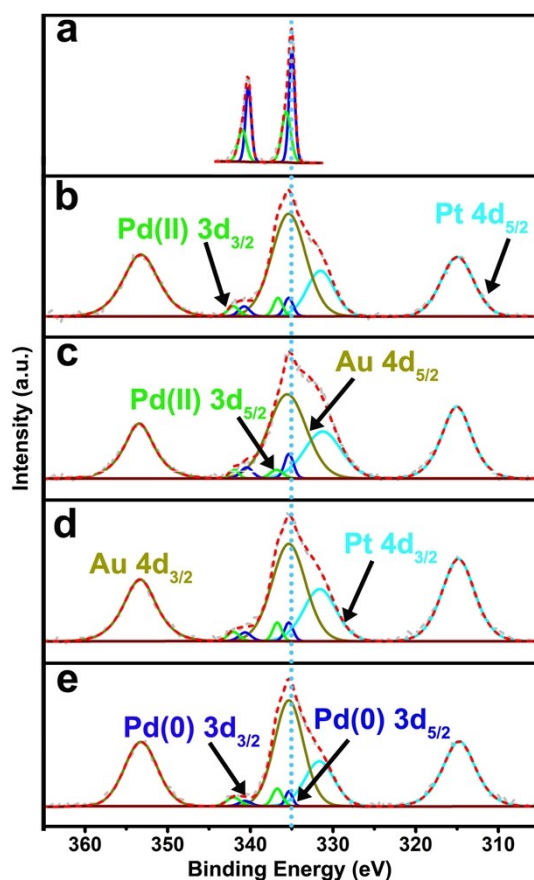 a
b
Pd(II) 3d3/2
Pt 4d5/2
c
Au 4d5/2
Pd(II) 3d5/2
d
Au 4d3/2
Pt 4d3/2
e
Pd(0) 3d3/2
Pd(0) 3d5/2
Intensity (a.u.)
360 350 340 330 320 310
Binding Energy (eV)